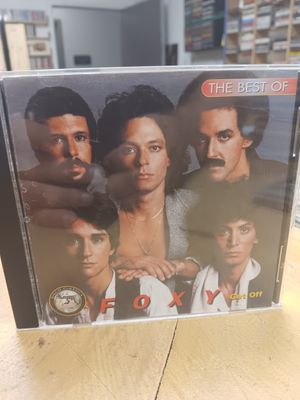 THE BEST OF
FOXY
Get Off